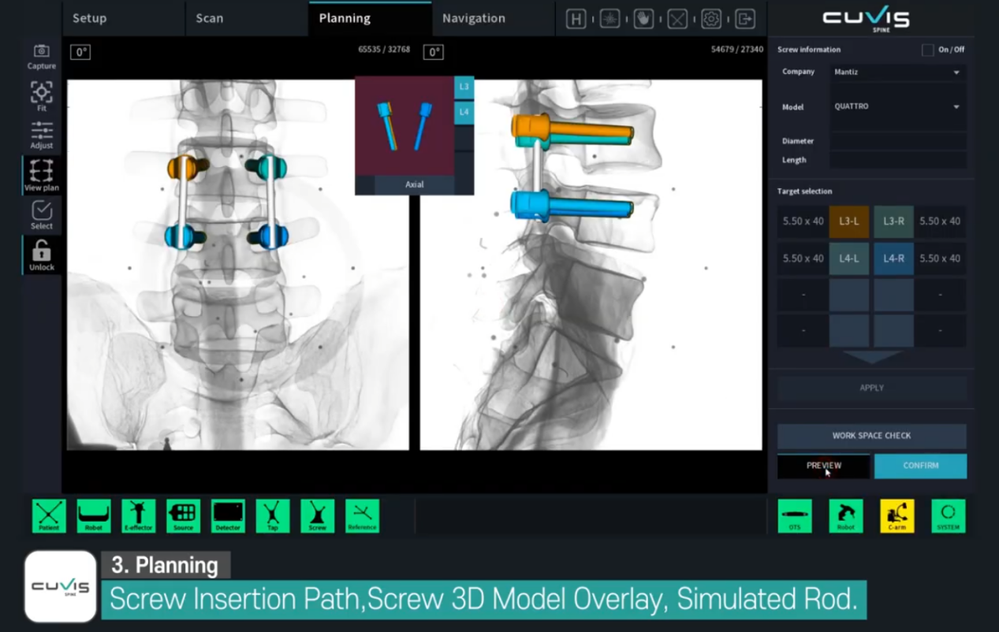 Setup
Scan
Planning
Navigation
H
CUVIS
SPINE
Capture
Fit
Adjust
View plan
Select
Unlock
0°
65535 / 32768
0°
54679 / 27340
L3
L4
Axial
Screw information
On / Off
Company
Mantiz
Model
QUATTRO
Diameter
Length
Target selection
5.50 x 40
L3-L
L3-R
5.50 x 40
5.50 x 40
L4-L
L4-R
5.50 x 40
-
-
-
-
APPLY
WORK SPACE CHECK
PREVIEW
CONFIRM
Patient
Robot
E-effector
Source
Detector
Tap
Screw
Reference
OTS
Robot
C-arm
SYSTEM
CUVIS
SPINE
3. Planning
Screw Insertion Path,Screw 3D Model Overlay, Simulated Rod.